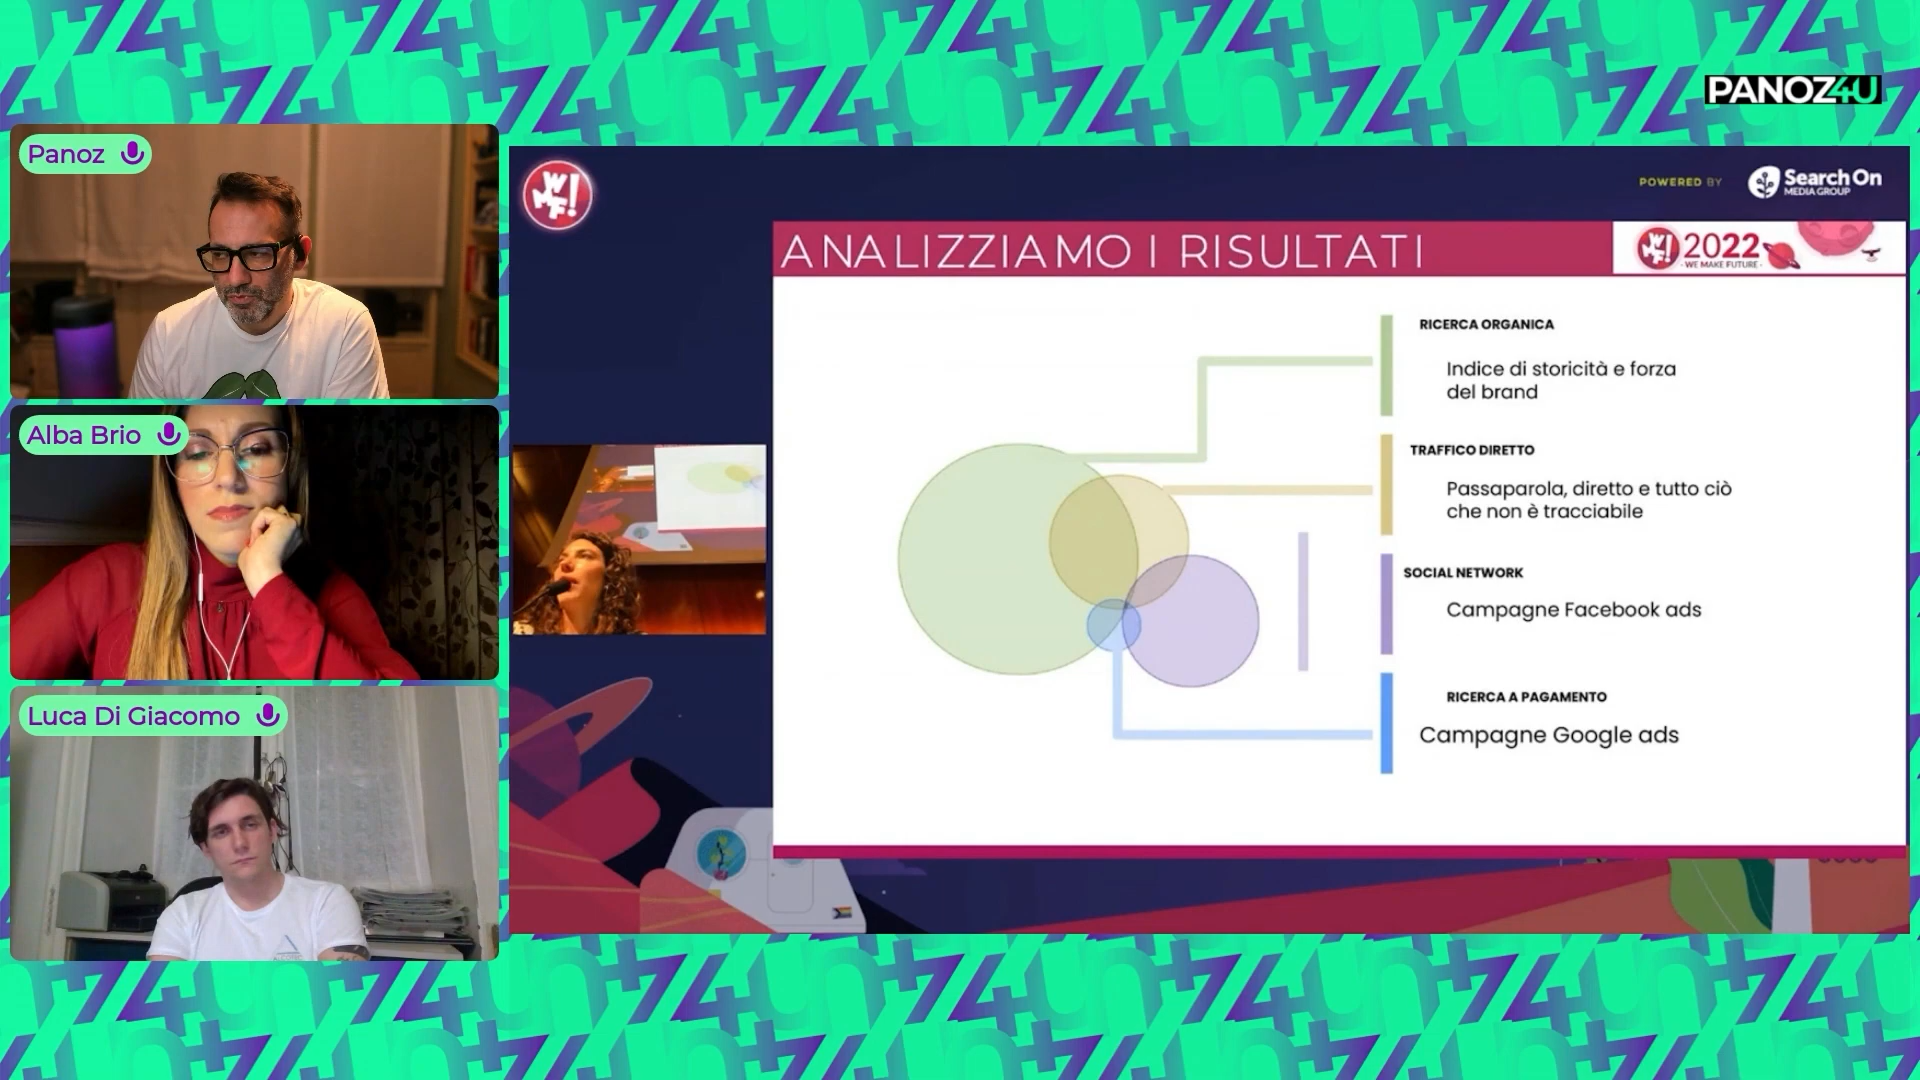 PANOZ4U
Panoz
Alba Brio
Luca Di Giacomo
WMF!
POWERED BY
Search On
MEDIA GROUP
ANALIZZIAMO I RISULTATI
WMF!
2022
- WE MAKE FUTURE -
RICERCA ORGANICA
Indice di storicità e forza
del brand
TRAFFICO DIRETTO
Passaparola, diretto e tutto ciò
che non è tracciabile
SOCIAL NETWORK
Campagne Facebook ads
RICERCA A PAGAMENTO
Campagne Google ads